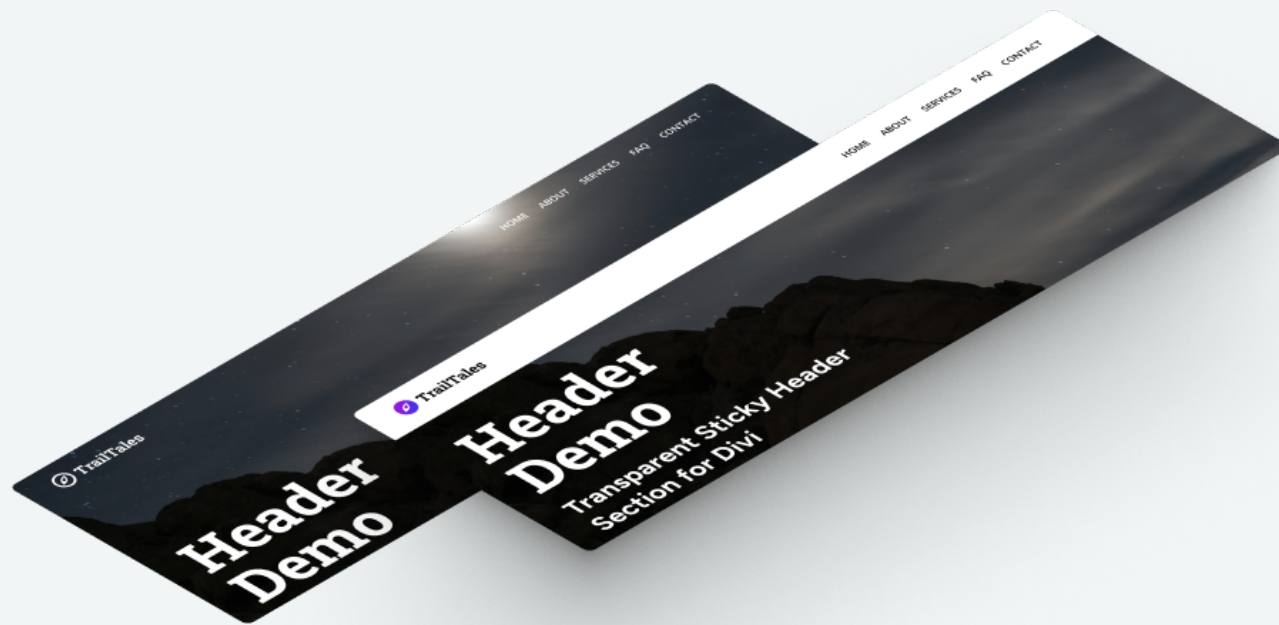 TrailTales
HOME ABOUT SERVICES FAQ CONTACT
Header
Demo
TrailTales
HOME ABOUT SERVICES FAQ CONTACT
Header
Demo
Transparent Sticky Header
Section for Divi